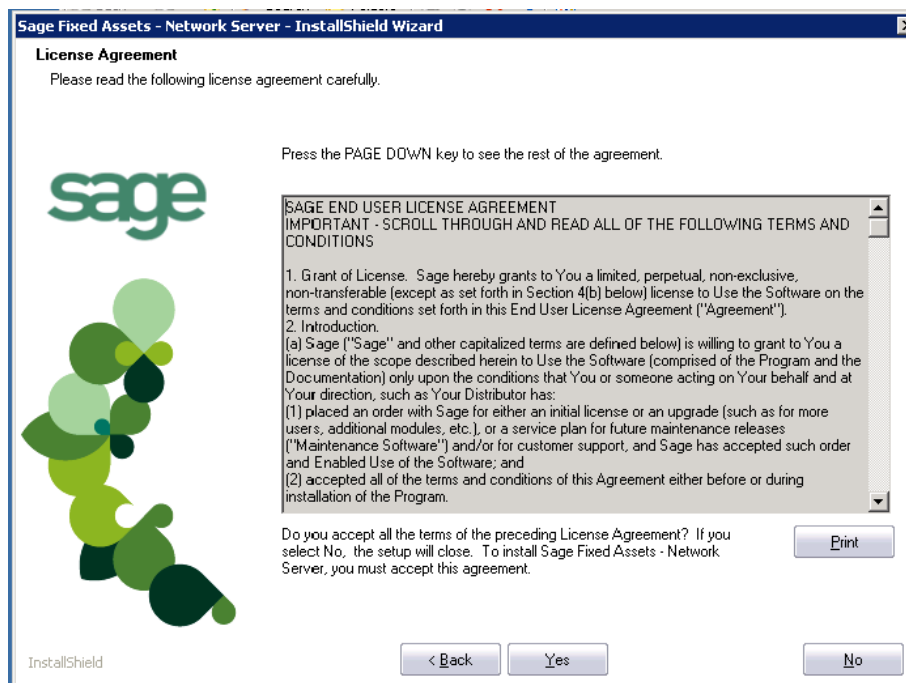 Sage Fixed Assets - Network Server - InstallShield Wizard
License Agreement
Please read the following license agreement carefully.
Press the PAGE DOWN key to see the rest of the agreement.
sage
SAGE END USER LICENSE AGREEMENT
IMPORTANT - SCROLL THROUGH AND READ ALL OF THE FOLLOWING TERMS AND
CONDITIONS
1. Grant of License.  Sage hereby grants to You a limited, perpetual, non-exclusive,
non-transferable (except as set forth in Section 4(b) below) license to Use the Software on the
terms and conditions set forth in this End User License Agreement ("Agreement").
2. Introduction.
(a) Sage ("Sage" and other capitalized terms are defined below) is willing to grant to You a
license of the scope described herein to Use the Software (comprised of the Program and the
Documentation) only upon the conditions that You or someone acting on Your behalf and at
Your direction, such as Your Distributor has:
(1) placed an order with Sage for either an initial license or an upgrade (such as for more
users, additional modules, etc.), or a service plan for future maintenance releases
("Maintenance Software") and/or for customer support, and Sage has accepted such order
and Enabled Use of the Software; and
(2) accepted all of the terms and conditions of this Agreement either before or during
installation of the Program.
Do you accept all the terms of the preceding License Agreement?  If you
select No,  the setup will close.  To install Sage Fixed Assets - Network
Server, you must accept this agreement.
Print
InstallShield
< Back
Yes
No